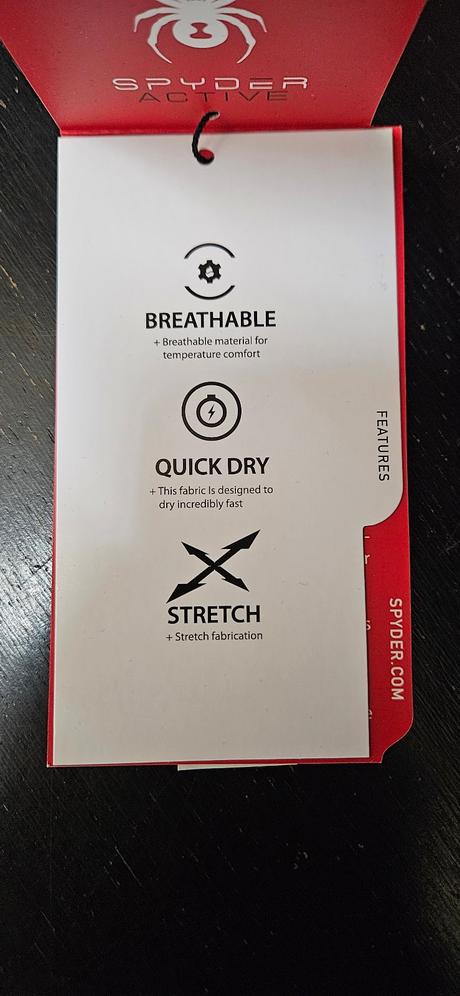 SPYDER
ACTIVE
BREATHABLE
+ Breathable material for
temperature comfort
QUICK DRY
+ This fabric Is designed to
dry incredibly fast
STRETCH
+ Stretch fabrication
FEATURES
SPYDER.COM